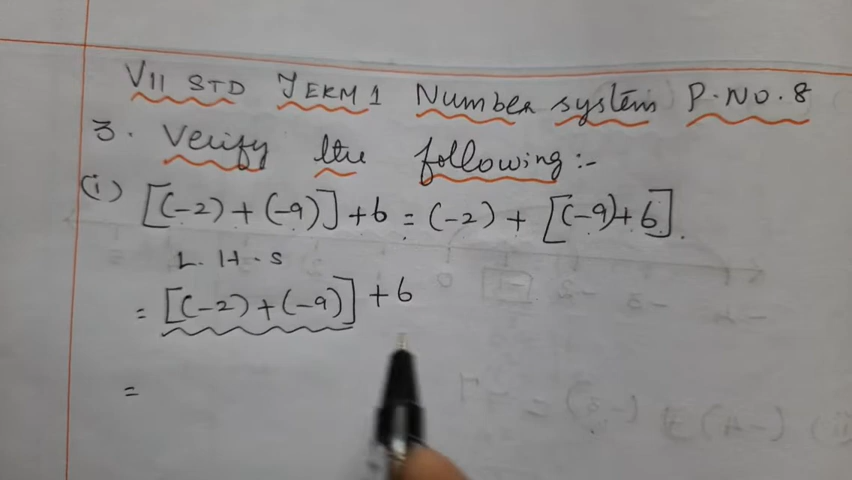 VII STD TERM 1 Number system P.NO.8
3. Verify the following:-
(i) [(-2)+(-9)]+6 = (-2) + [(-9)+6].
L.H.S
= [(-2)+(-9)] +6
=